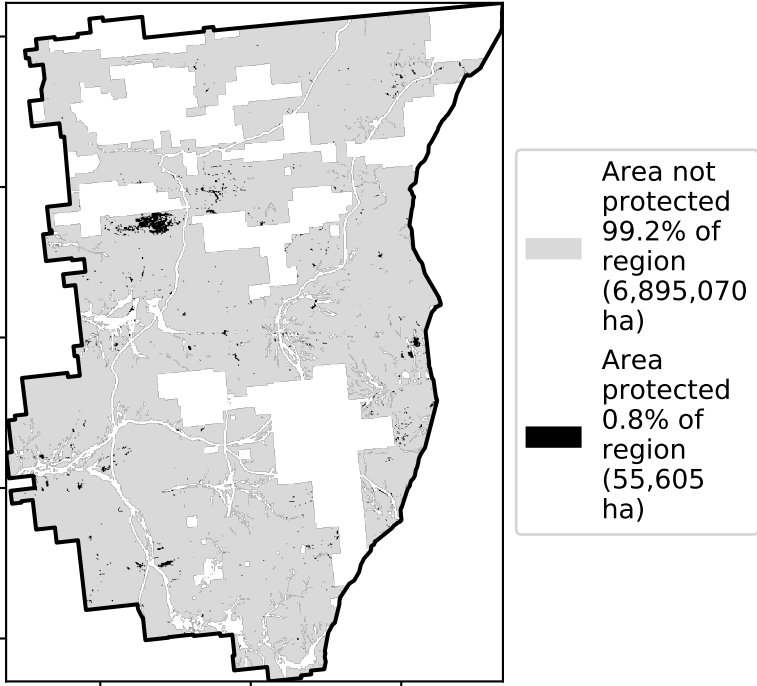 Area not
protected
99.2% of
region
(6,895,070
ha)
Area
protected
0.8% of
region
(55,605
ha)